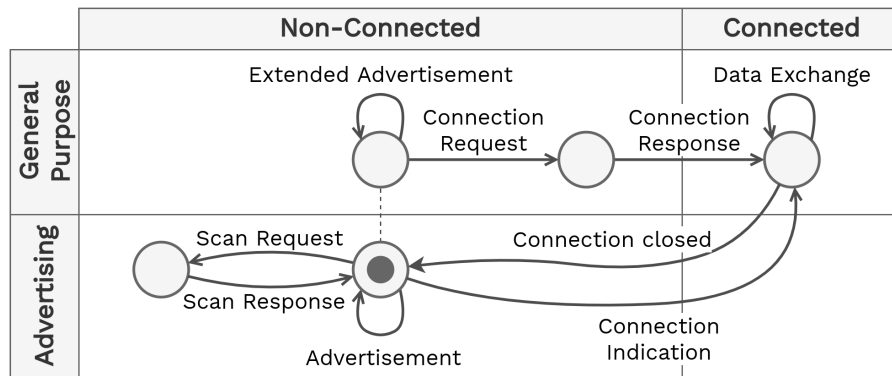 Non-Connected
Connected
General
Purpose
Extended Advertisement
Data Exchange
Connection
Request
Connection
Response
Advertising
Scan Request
Connection closed
Scan Response
Connection
Indication
Advertisement